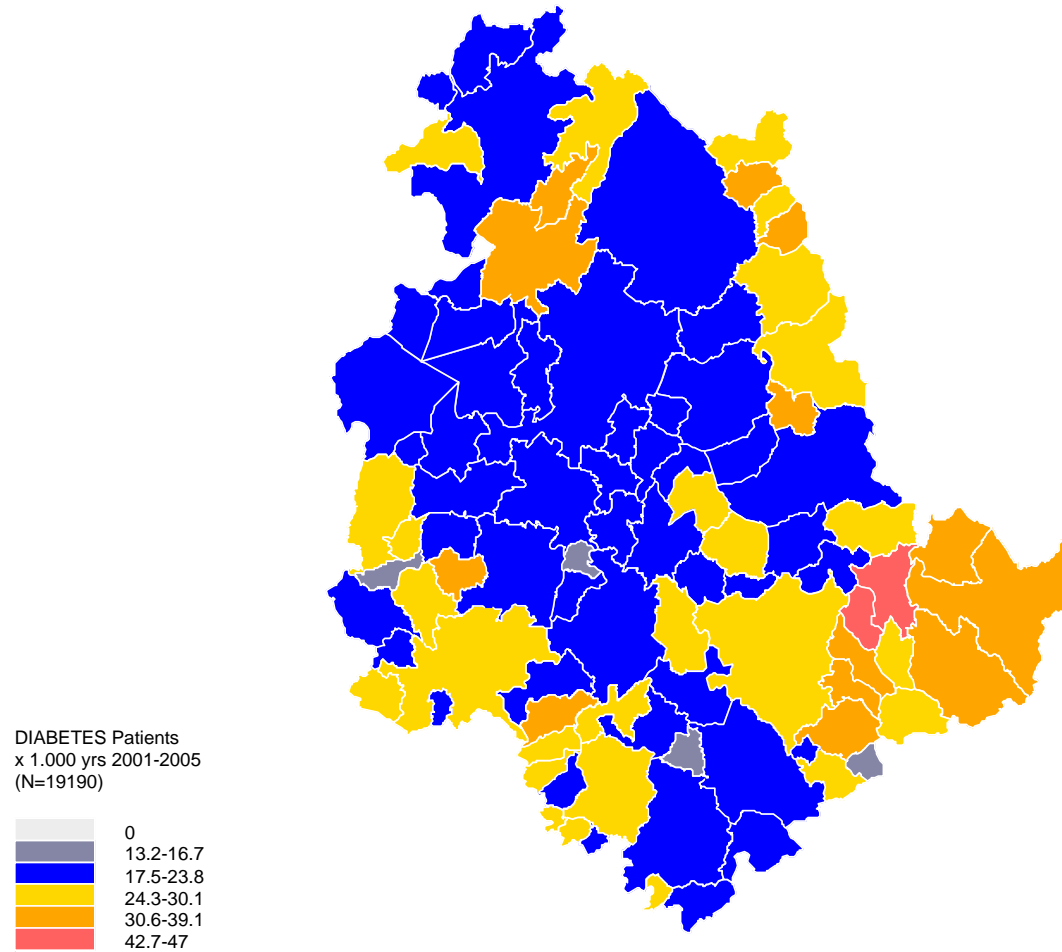 DIABETES Patients
x 1.000 yrs 2001-2005
(N=19190)
0
13.2-16.7
17.5-23.8
24.3-30.1
30.6-39.1
42.7-47